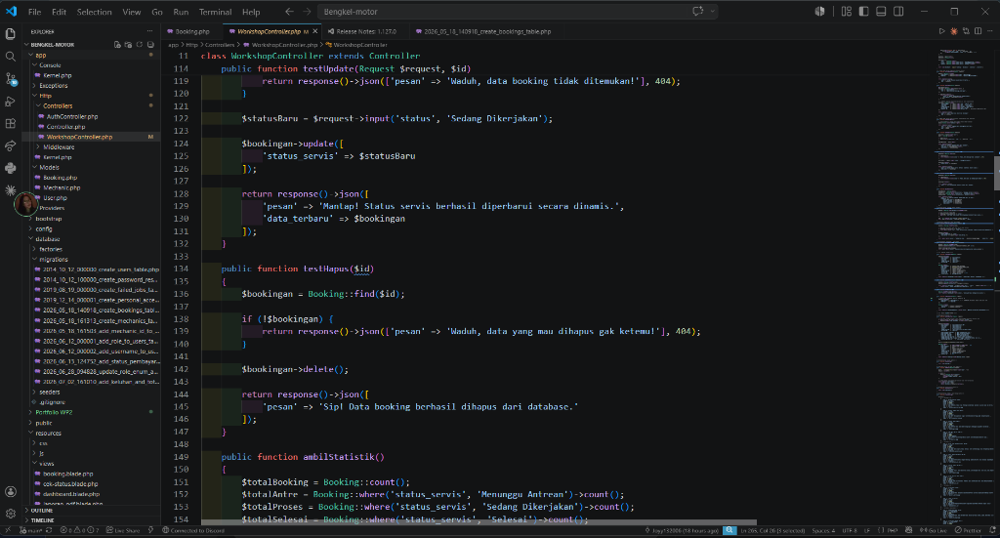 File Edit Selection View Go Run Terminal Help
Bengkel-motor
EXPLORER
BENGKEL-MOTOR
app
Console
Kernel.php
Exceptions
Http
Controllers
AuthController.php
Controller.php
WorkshopController.php M
Middleware
Kernel.php
Models
Booking.php
Mechanic.php
User.php
Providers
bootstrap
config
database
factories
migrations
2014_10_12_000000_create_users_table.php
2014_10_12_100000_create_password_res...
2019_08_19_000000_create_failed_jobs_ta...
2019_12_14_000001_create_personal_acce...
2026_05_18_140918_create_bookings_tabl...
2026_05_18_161313_create_mechanics_ta...
2026_05_18_161503_add_mechanic_id_to_...
2026_06_12_000001_add_role_to_users_ta...
2026_06_12_000002_add_username_to_us...
2026_06_13_124752_add_status_pembayar...
2026_06_28_094828_update_role_enum_a...
2026_07_02_161010_add_keluhan_and_tot...
seeders
.gitignore
Portfolio WP2
public
resources
css
js
views
booking.blade.php
cek-status.blade.php
dashboard.blade.php
laporan_pdf.blade.php
OUTLINE
TIMELINE
Booking.php
WorkshopController.php M
Release Notes: 1.127.0
2026_05_18_140918_create_bookings_table.php
app > Http > Controllers > WorkshopController.php > WorkshopController
11 class WorkshopController extends Controller
114 public function testUpdate(Request $request, $id)
119 return response()->json(['pesan' => 'Waduh, data booking tidak ditemukan!'], 404);
120 }
121
122 $statusBaru = $request->input('status', 'Sedang Dikerjakan');
123
124 $bookingan->update([
125 'status_servis' => $statusBaru
126 ]);
127
128 return response()->json([
129 'pesan' => 'Mantap! Status servis berhasil diperbarui secara dinamis.',
130 'data_terbaru' => $bookingan
131 ]);
132 }
133
134 public function testHapus($id)
135 {
136 $bookingan = Booking::find($id);
137
138 if (!$bookingan) {
139 return response()->json(['pesan' => 'Waduh, data yang mau dihapus gak ketemu!'], 404);
140 }
141
142 $bookingan->delete();
143
144 return response()->json([
145 'pesan' => 'Sip! Data booking berhasil dihapus dari database.'
146 ]);
147 }
148
149 public function ambilStatistik()
150 {
151 $totalBooking = Booking::count();
152 $totalAntre = Booking::where('status_servis', 'Menunggu Antrean')->count();
153 $totalProses = Booking::where('status_servis', 'Sedang Dikerjakan')->count();
154 $totalSelesai = Booking::where('status_servis', 'Selesai')->count();
main* 0 0 7 Live Share Connected to Discord
Ln 265, Col 26 (3 selected) Spaces: 4 UTF-8 LF PHP Go Live Prettier